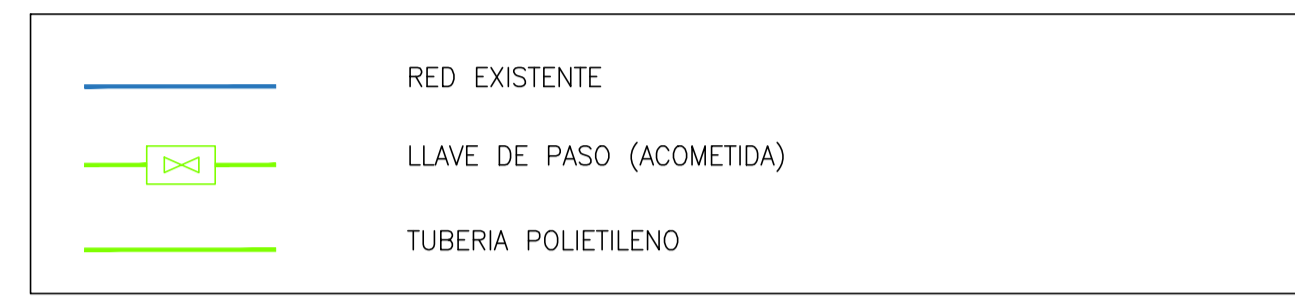 RED EXISTENTE
LLAVE DE PASO (ACOMETIDA)
TUBERIA POLIETILENO